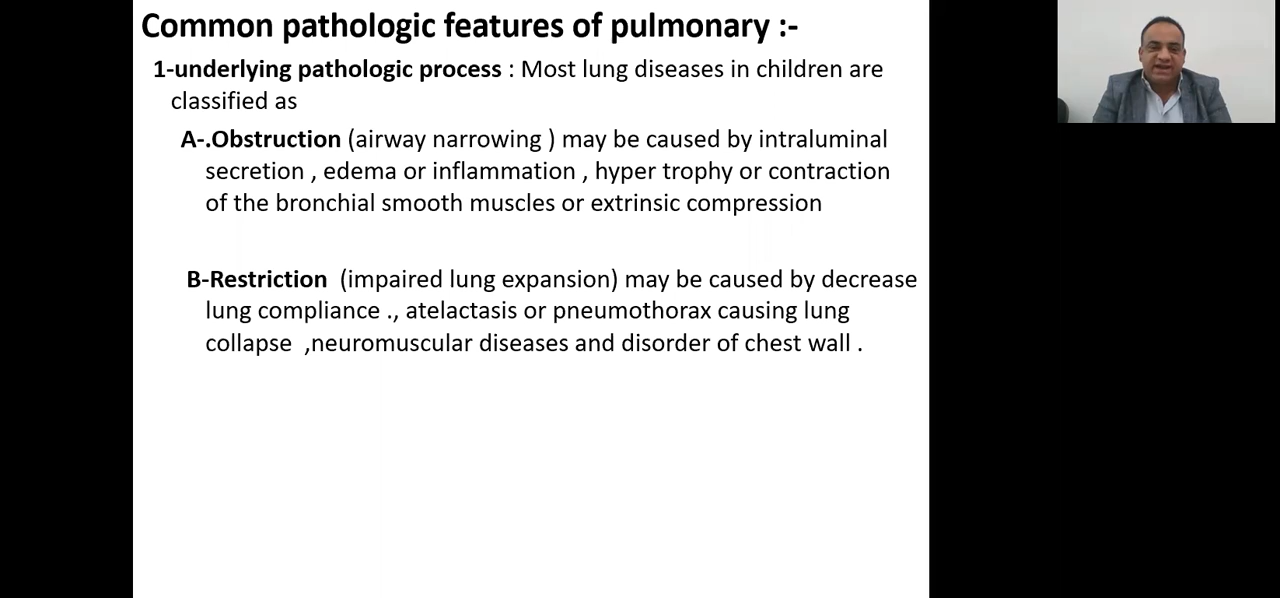 Common pathologic features of pulmonary :-
1-underlying pathologic process : Most lung diseases in children are
classified as
A-.Obstruction (airway narrowing ) may be caused by intraluminal
secretion , edema or inflammation , hyper trophy or contraction
of the bronchial smooth muscles or extrinsic compression
B-Restriction (impaired lung expansion) may be caused by decrease
lung compliance ., atelactasis or pneumothorax causing lung
collapse ,neuromuscular diseases and disorder of chest wall .